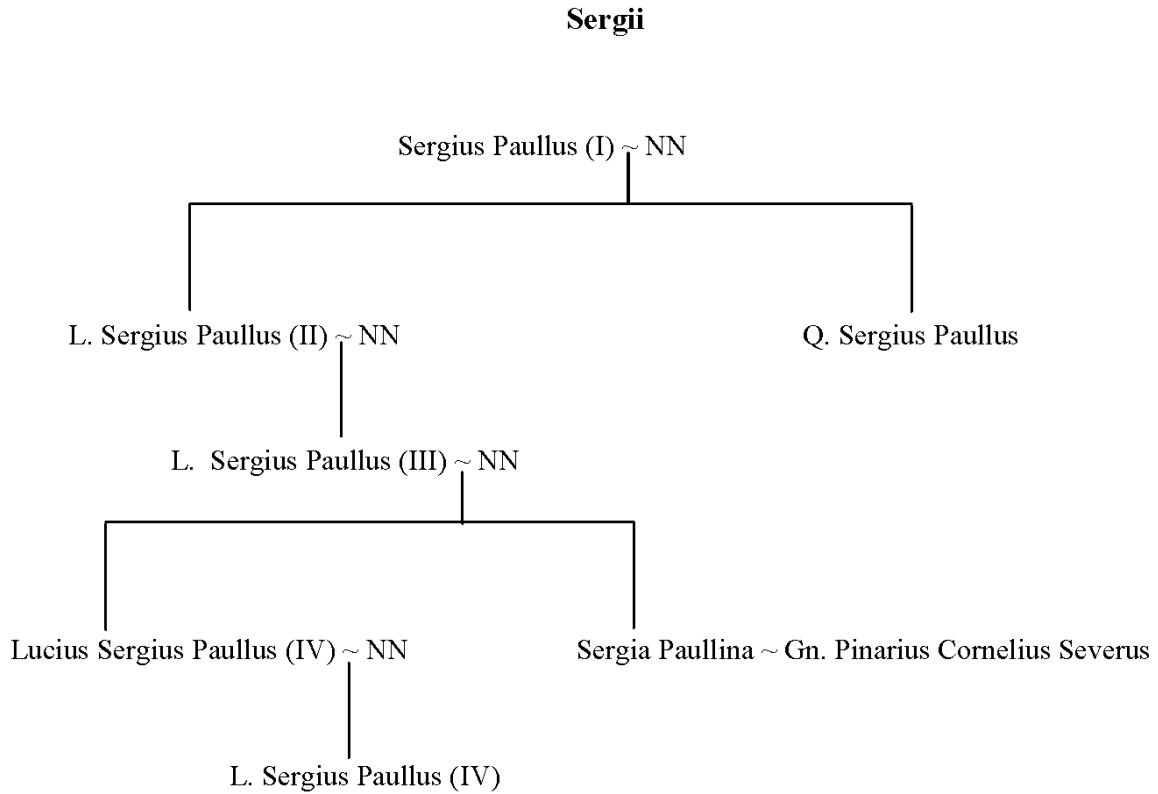 Sergii
Sergius Paullus (I) ~ NN
L. Sergius Paullus (II) ~ NN
Q. Sergius Paullus
L. Sergius Paullus (III) ~ NN
Lucius Sergius Paullus (IV) ~ NN
Sergia Paullina ~ Gn. Pinarius Cornelius Severus
L. Sergius Paullus (IV)